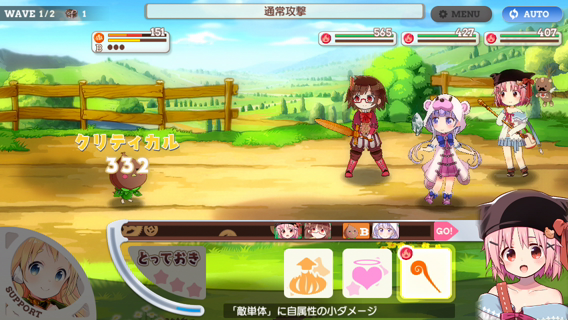 WAVE 1/2 1
通常攻撃
MENU
AUTO
151
B
565
427
407
クリティカル
332
B
GO!
とっておき
SUPPORT
「敵単体」に自属性の小ダメージ